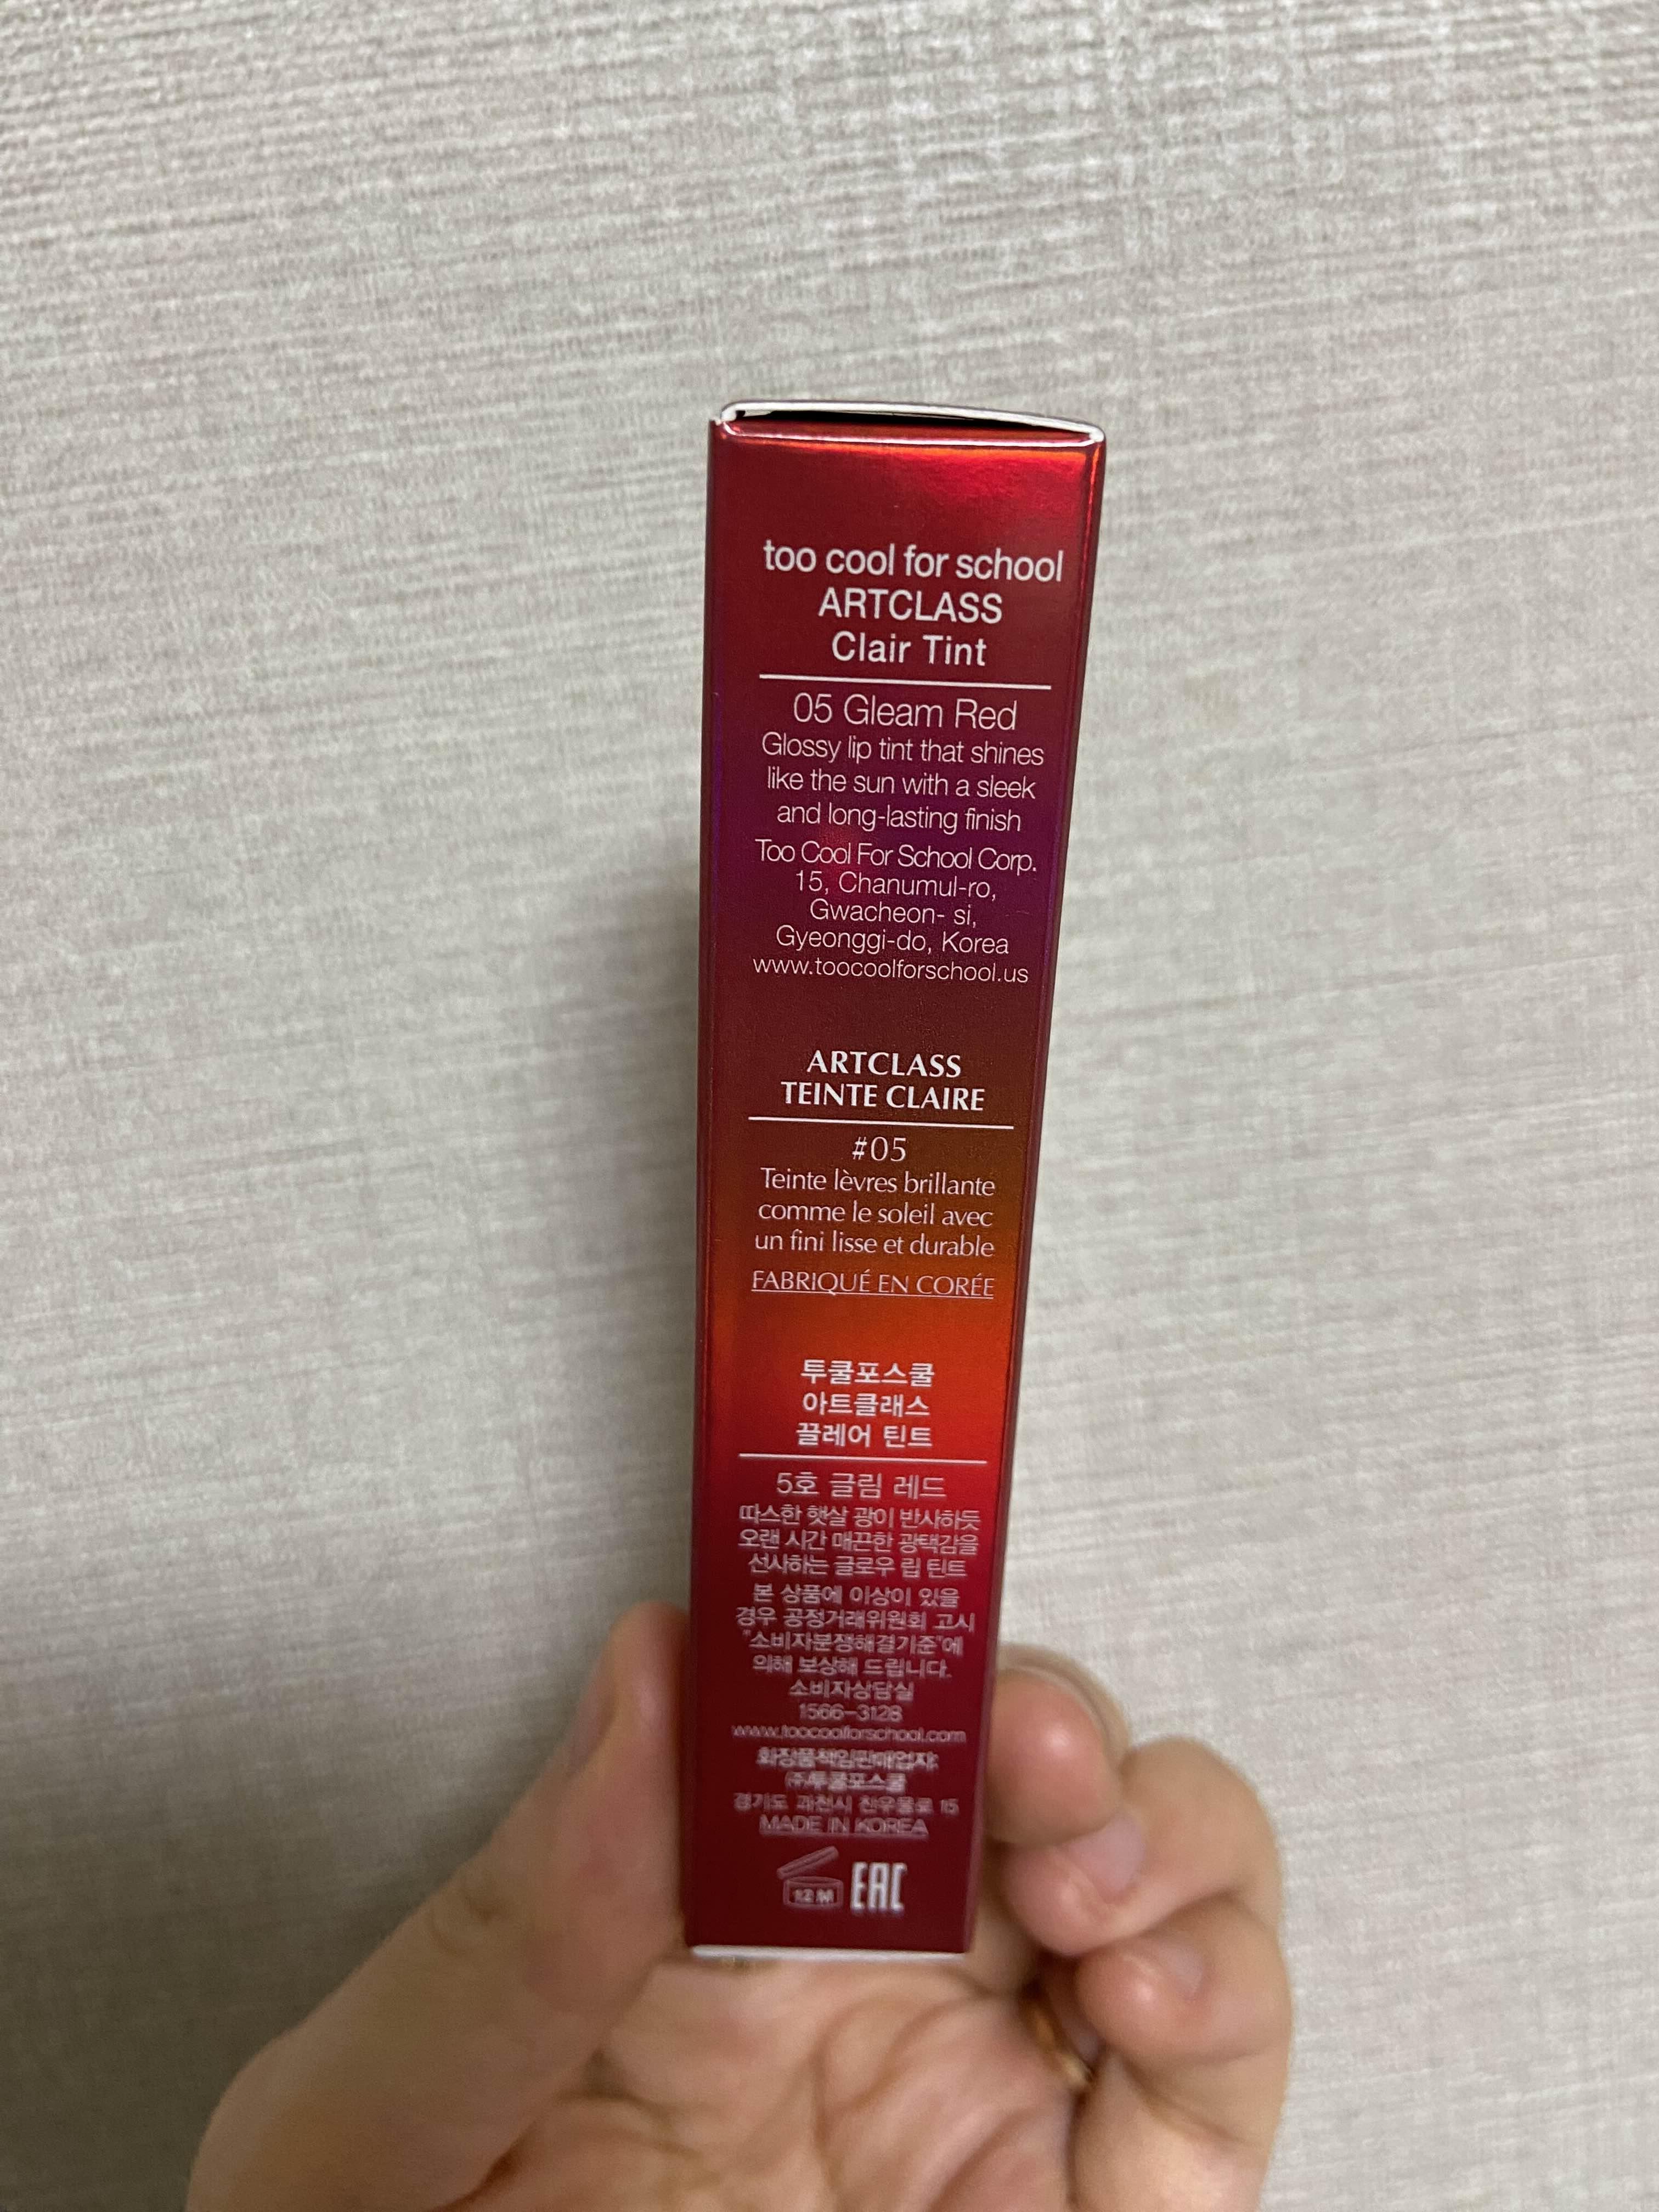 too cool for school
ARTCLASS
Clair Tint
05 Gleam Red
Glossy lip tint that shines
like the sun with a sleek
and long-lasting finish
Too Cool For School Corp.
15, Chanumul-ro,
Gwacheon- si,
Gyeonggi-do, Korea
www.toocoolforschool.us
ARTCLASS
TEINTE CLAIRE
#05
Teinte lèvres brillante
comme le soleil avec
un fini lisse et durable
FABRIQUÉ EN CORÉE
투쿨포스쿨
아트클래스
끌레어 틴트
5호 글림 레드
따스한 햇살 광이 반사하듯
오랜 시간 매끈한 광택감을
선사하는 글로우 립 틴트
본 상품에 이상이 있을
경우 공정거래위원회 고시
"소비자분쟁해결기준"에
의해 보상해 드립니다.
소비자상담실
1566-3128
www.toocoolforschool.com
화장품책임판매업자:
㈜투쿨포스쿨
경기도 과천시 찬우물로 15
MADE IN KOREA
12 M
EAC